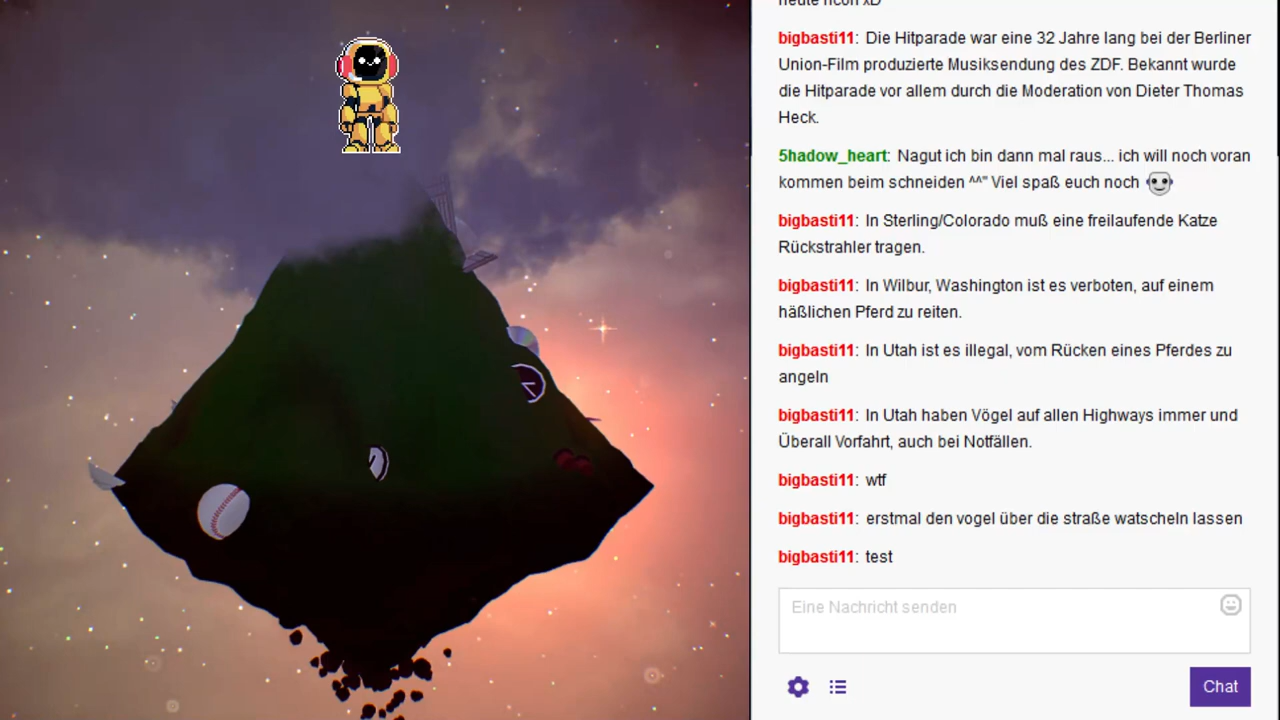 heute noch xD
bigbasti11: Die Hitparade war eine 32 Jahre lang bei der Berliner
Union-Film produzierte Musiksendung des ZDF. Bekannt wurde
die Hitparade vor allem durch die Moderation von Dieter Thomas
Heck.
5hadow_heart: Nagut ich bin dann mal raus... ich will noch voran
kommen beim schneiden ^^" Viel spaß euch noch
bigbasti11: In Sterling/Colorado muß eine freilaufende Katze
Rückstrahler tragen.
bigbasti11: In Wilbur, Washington ist es verboten, auf einem
häßlichen Pferd zu reiten.
bigbasti11: In Utah ist es illegal, vom Rücken eines Pferdes zu
angeln
bigbasti11: In Utah haben Vögel auf allen Highways immer und
Überall Vorfahrt, auch bei Notfällen.
bigbasti11: wtf
bigbasti11: erstmal den vogel über die straße watscheln lassen
bigbasti11: test
Eine Nachricht senden
Chat